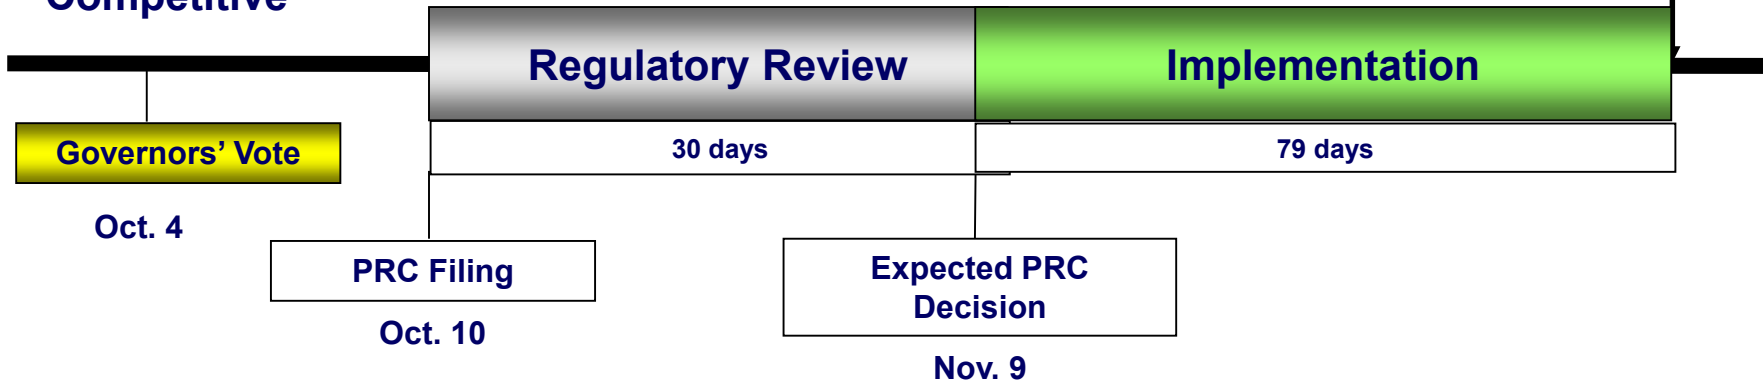 Competitive
Regulatory Review
Implementation
Governors' Vote
30 days
79 days
Oct. 4
PRC Filing
Expected PRC
Decision
Oct. 10
Nov. 9